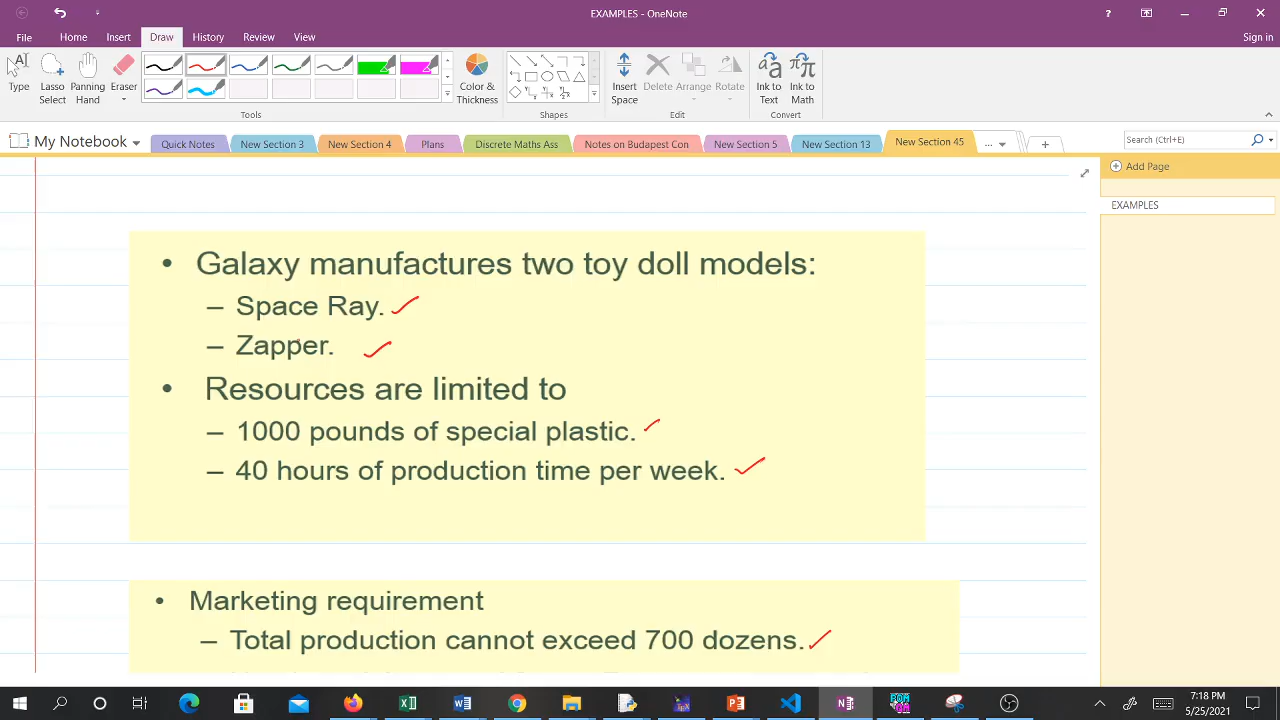 EXAMPLES - OneNote
File Home Insert Draw History Review View Sign in
Type Lasso Select Panning Hand Eraser Color & Thickness Insert Space Delete Arrange Rotate Ink to Text Ink to Math
Tools Shapes Edit Convert
My Notebook Quick Notes New Section 3 New Section 4 Plans Discrete Maths Ass Notes on Budapest Con New Section 5 New Section 13 New Section 45 ... Search (Ctrl+E)
Add Page
EXAMPLES
• Galaxy manufactures two toy doll models:
– Space Ray.
– Zapper.
• Resources are limited to
– 1000 pounds of special plastic.
– 40 hours of production time per week.
• Marketing requirement
– Total production cannot exceed 700 dozens.
7:18 PM
5/25/2021